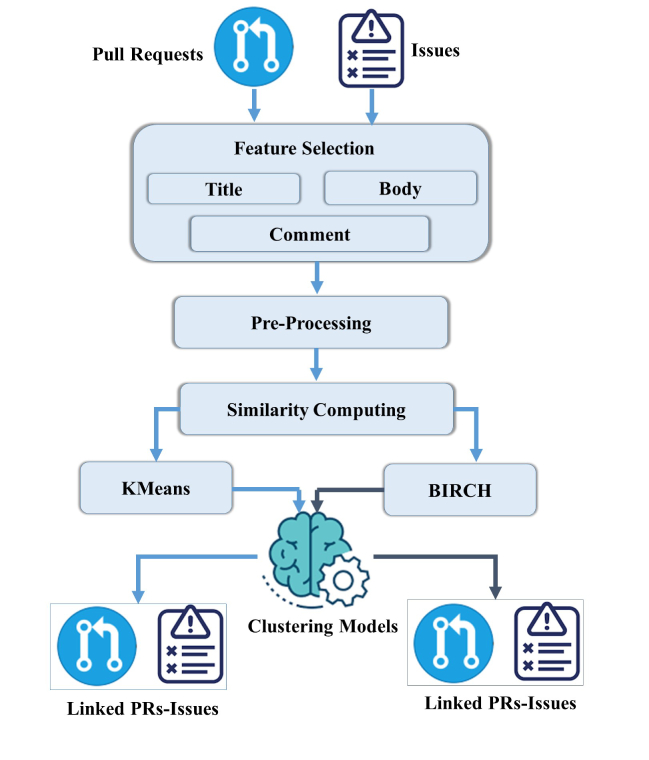 Pull Requests
Issues
Feature Selection
Title
Body
Comment
Pre-Processing
Similarity Computing
KMeans
BIRCH
Clustering Models
Linked PRs-Issues
Linked PRs-Issues